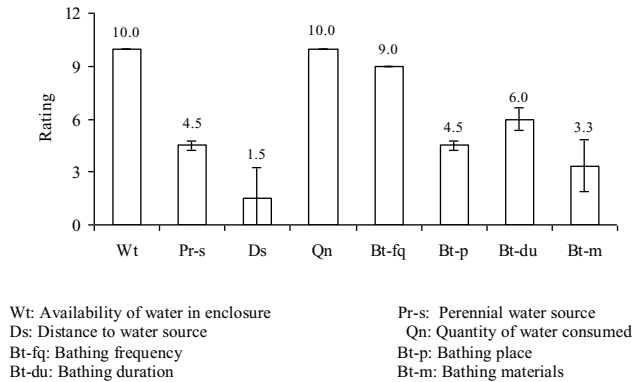 12
10.0
10.0
9.0
9
Rating
6.0
6
4.5
4.5
3.3
3
1.5
0
Wt Pr-s Ds Qn Bt-fq Bt-p Bt-du Bt-m
Wt: Availability of water in enclosure Pr-s: Perennial water source
Ds: Distance to water source Qn: Quantity of water consumed
Bt-fq: Bathing frequency Bt-p: Bathing place
Bt-du: Bathing duration Bt-m: Bathing materials